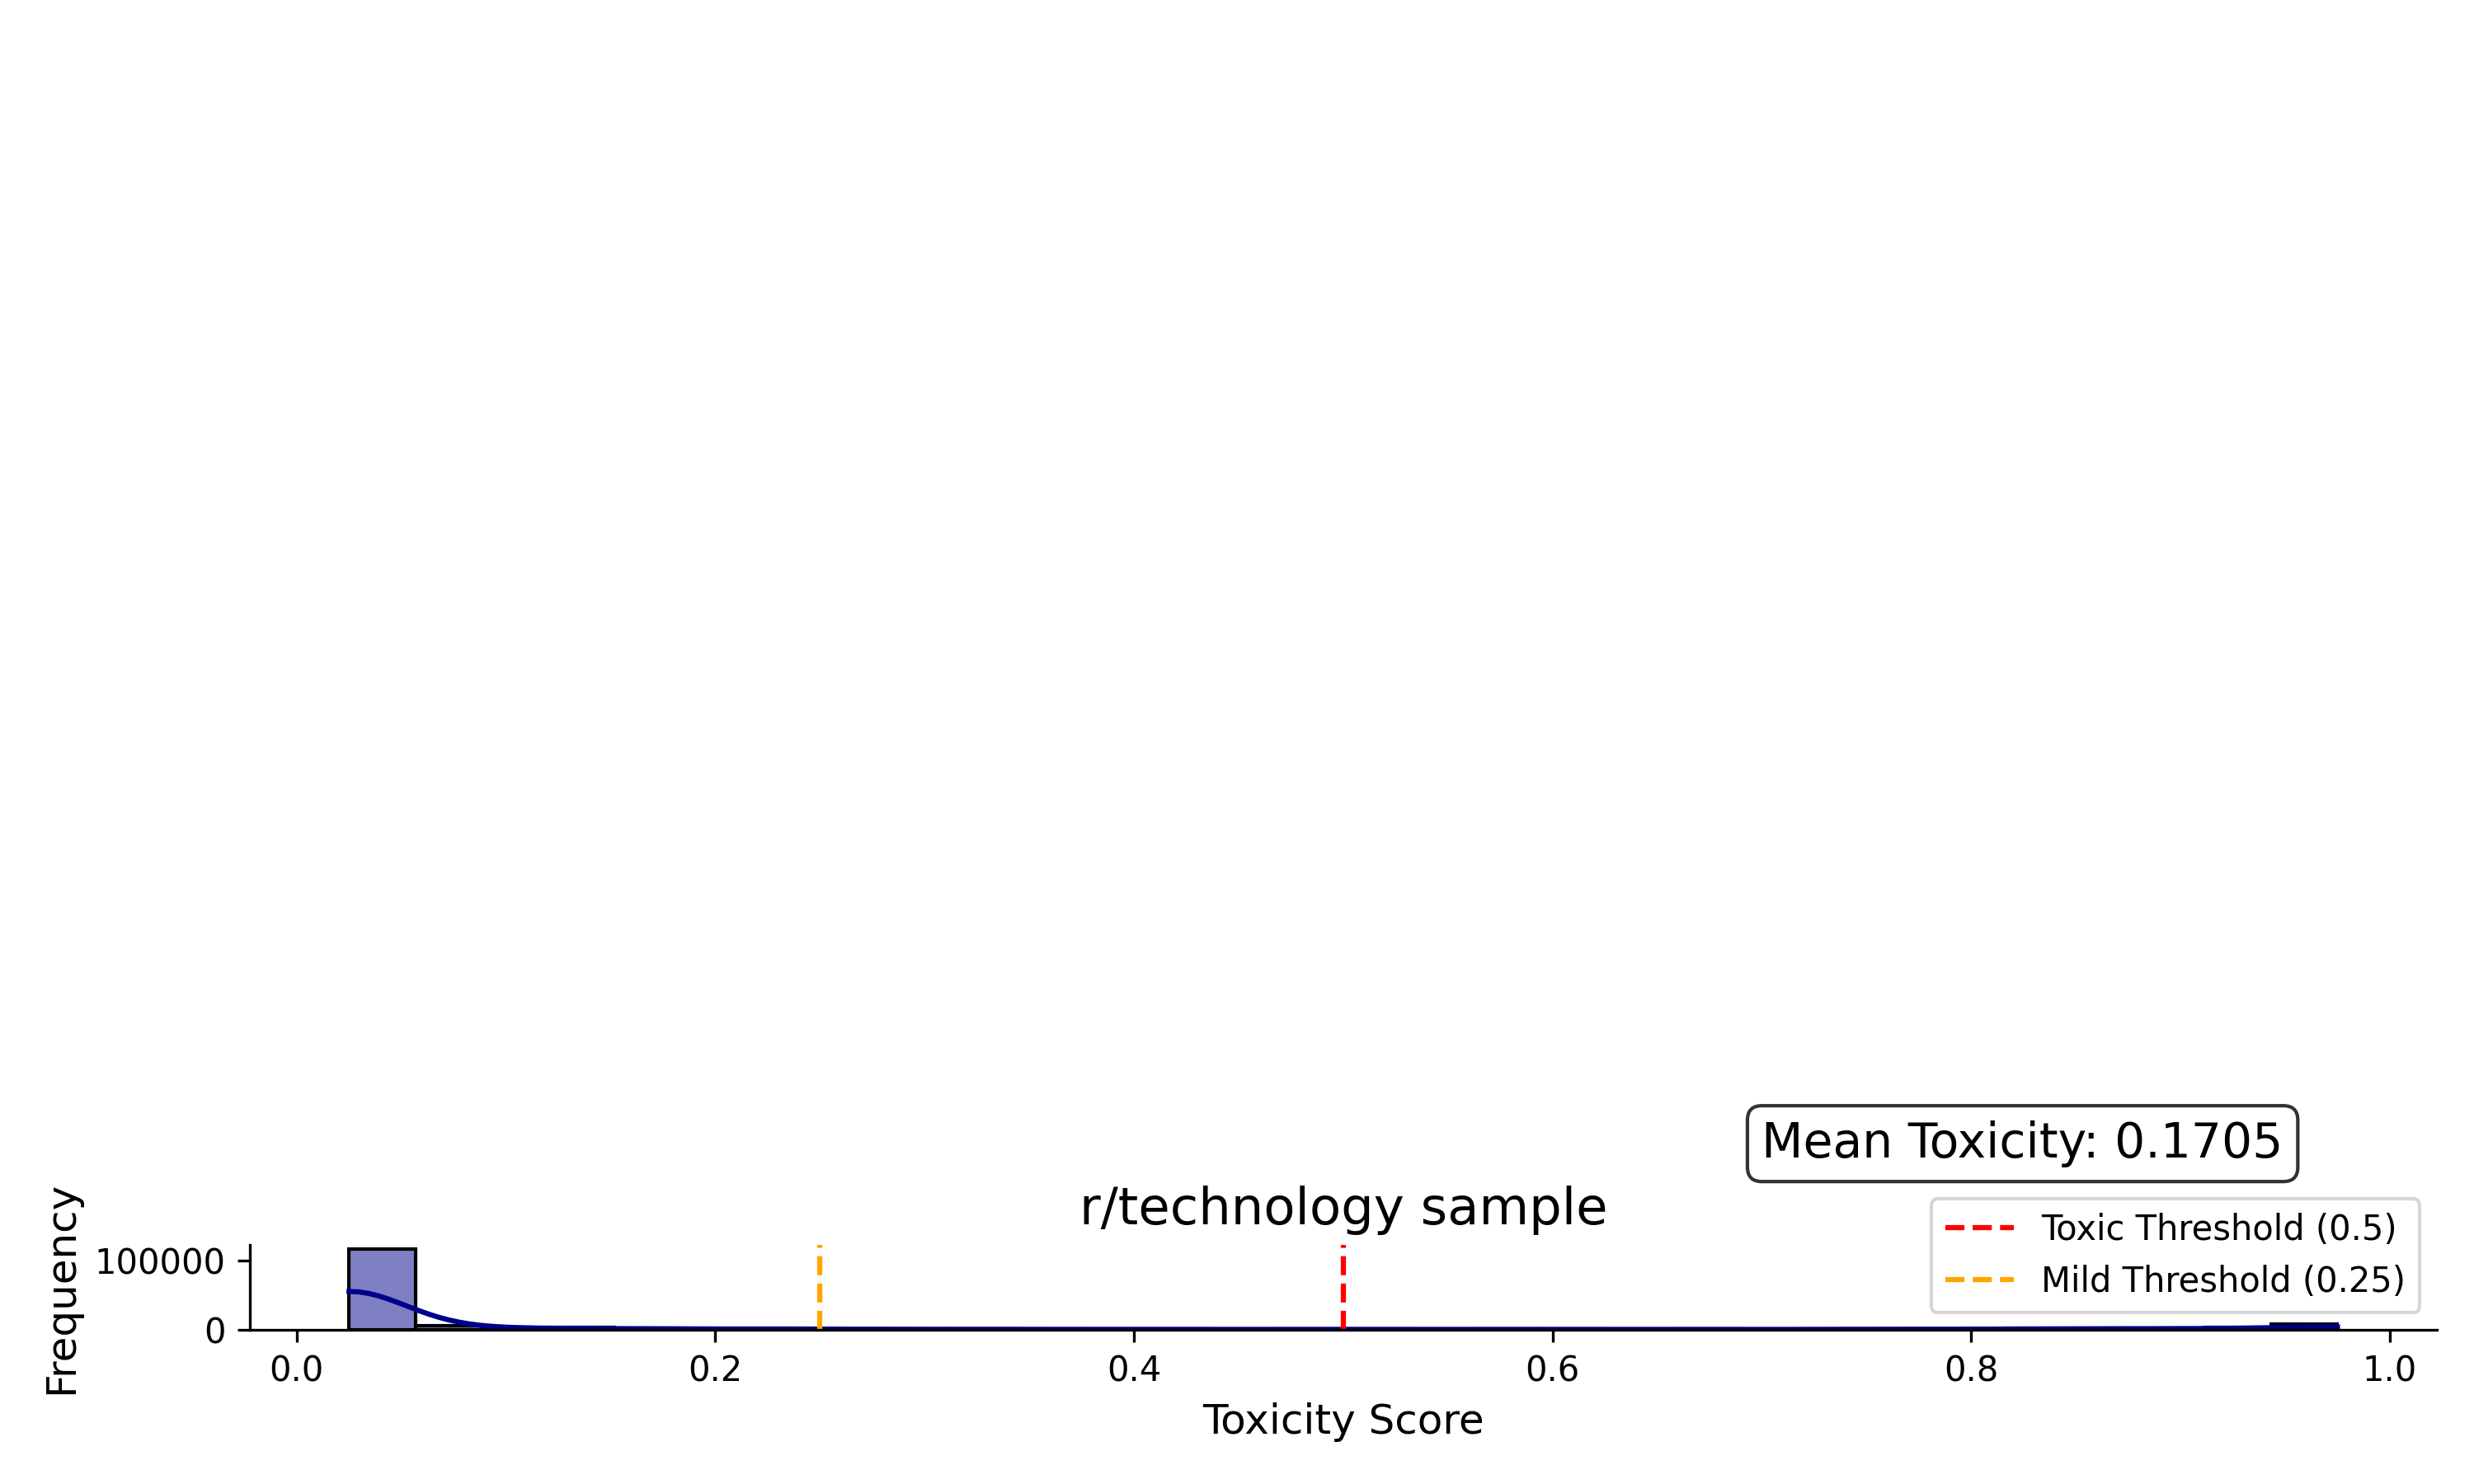 Mean Toxicity: 0.1705
r/technology sample
Toxic Threshold (0.5)
Mild Threshold (0.25)
Frequency
100000
0
0.0 0.2 0.4 0.6 0.8 1.0
Toxicity Score